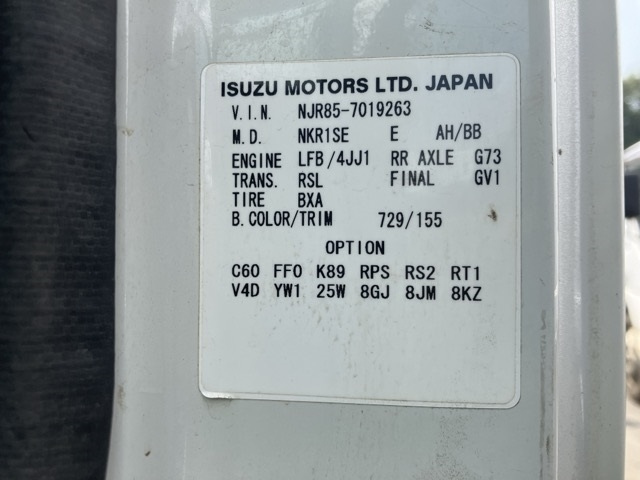 ISUZU MOTORS LTD. JAPAN
V.I.N. NJR85-7019263
M.D. NKR1SE E AH/BB
ENGINE LFB/4JJ1 RR AXLE G73
TRANS. RSL FINAL GV1
TIRE BXA
B.COLOR/TRIM 729/155
OPTION
C60 FF0 K89 RPS RS2 RT1
V4D YW1 25W 8GJ 8JM 8KZ